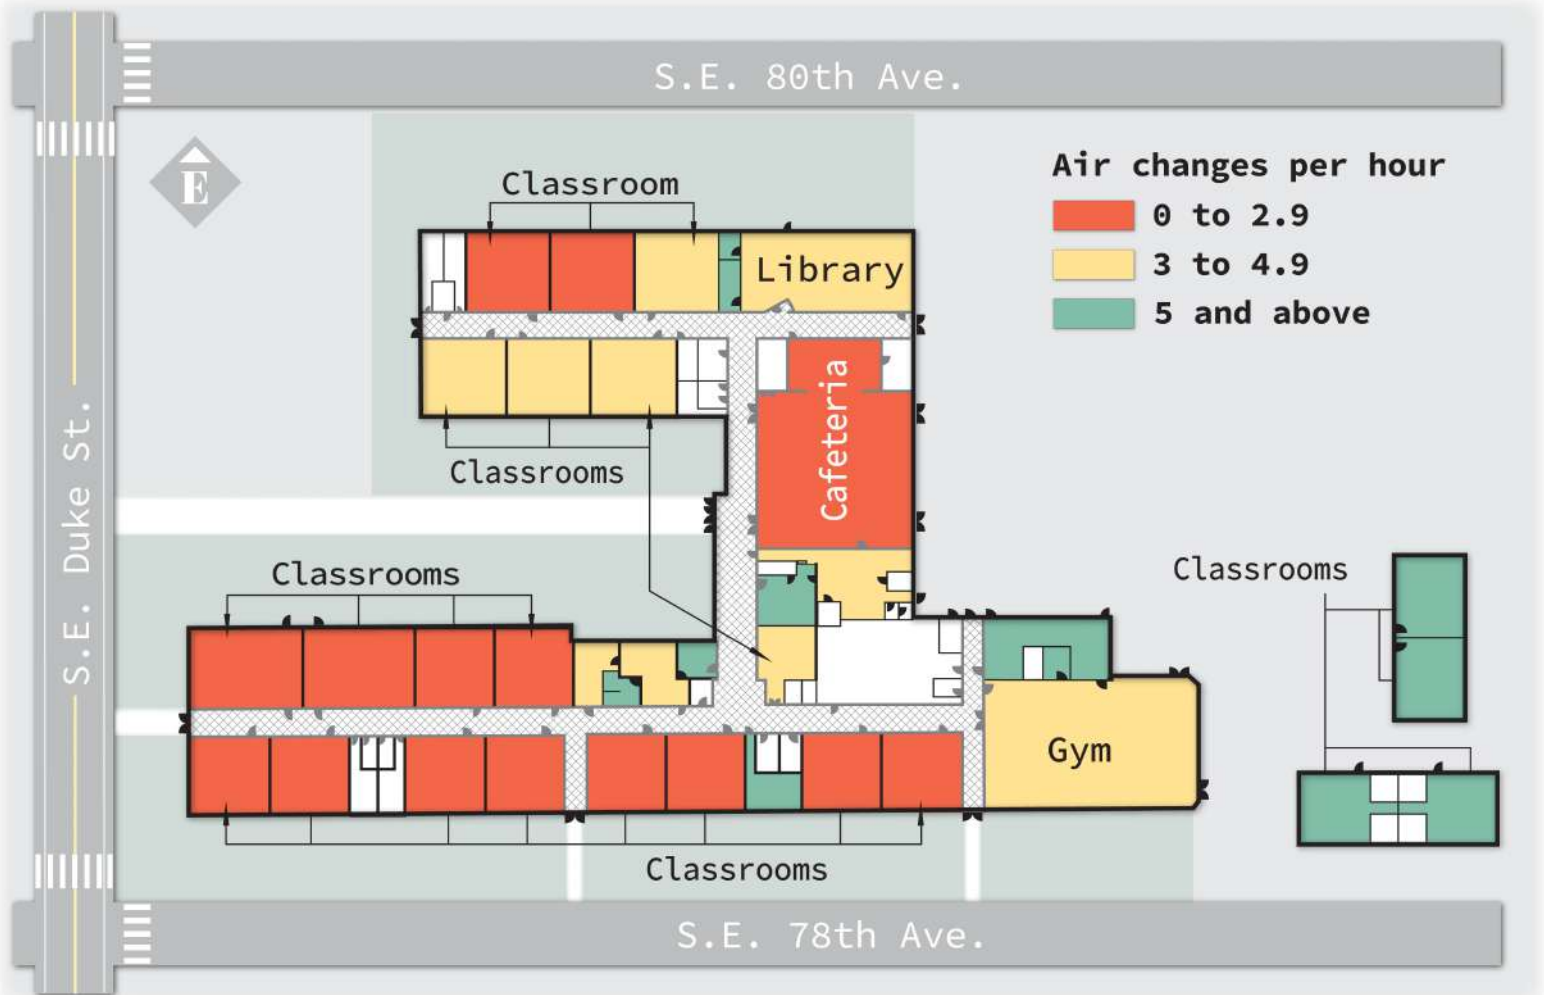 S.E. 80th Ave.
S.E. Duke St.
E
Air changes per hour
0 to 2.9
3 to 4.9
5 and above
Classroom
Library
Cafeteria
Classrooms
Classrooms
Classrooms
Gym
Classrooms
S.E. 78th Ave.